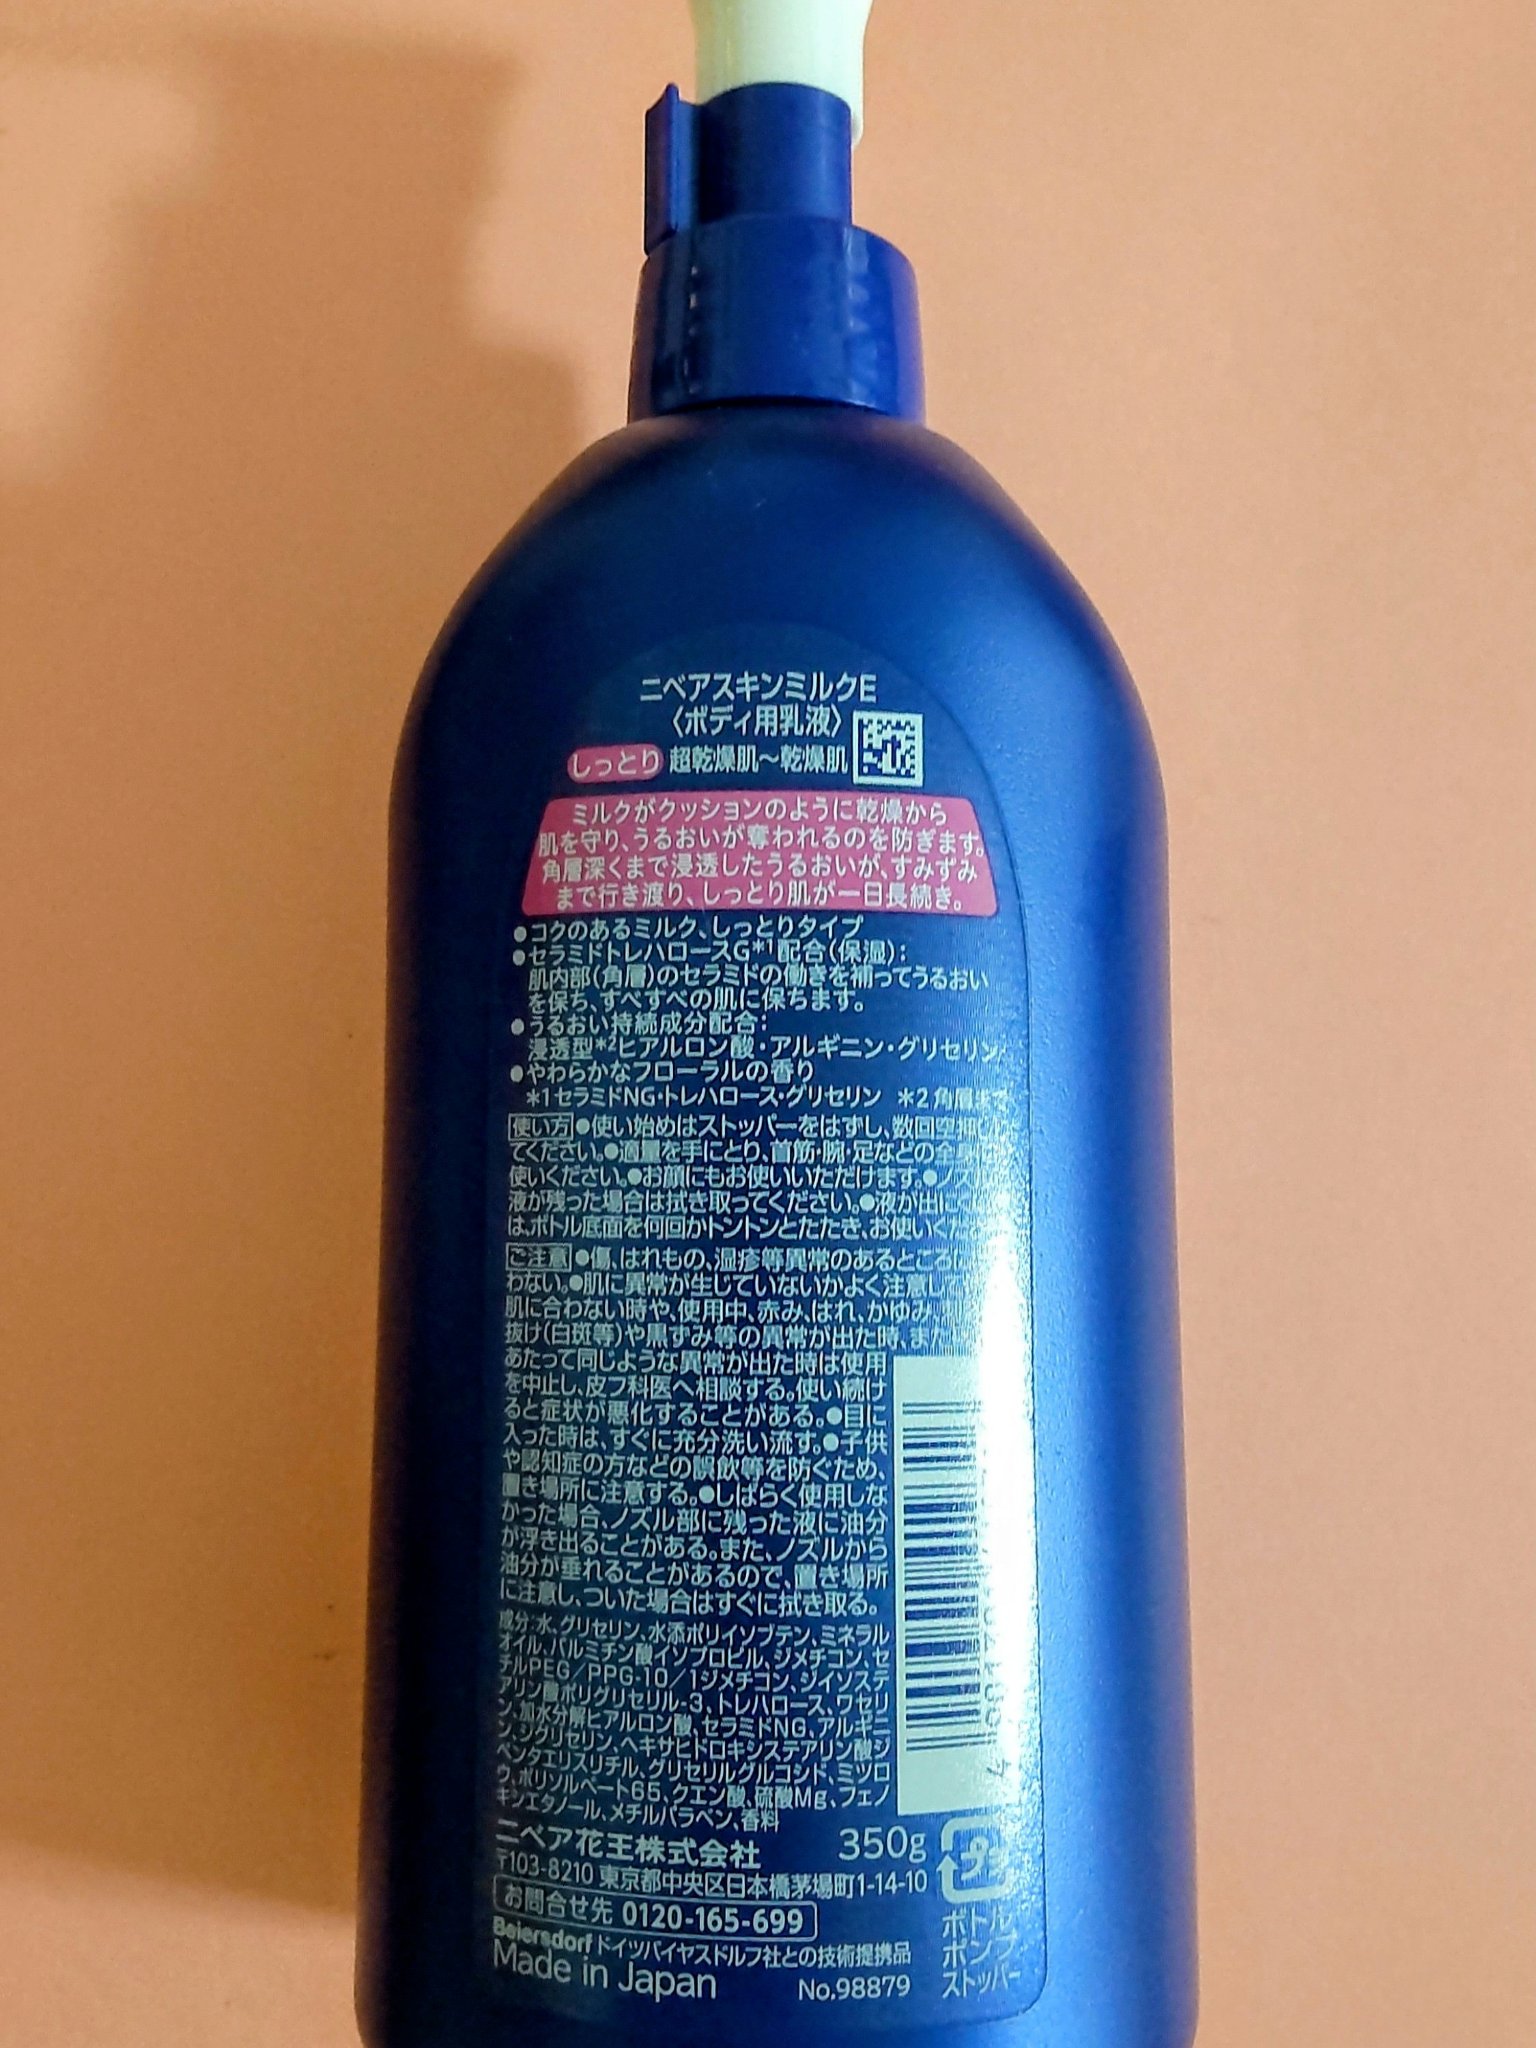 ニベアスキンミルクE
〈ボディ用乳液〉
しっとり 超乾燥肌～乾燥肌
ミルクがクッションのように乾燥から
肌を守り、うるおいが奪われるのを防ぎます。
角層深くまで浸透したうるおいが、すみずみ
まで行き渡り、しっとり肌が一日長続き。
●コクのあるミルク、しっとりタイプ
●セラミドトレハロースG*1配合(保湿):
肌内部(角層)のセラミドの働きを補ってうるおい
を保ち、すべすべの肌に保ちます。
●うるおい持続成分配合:
浸透型*2ヒアルロン酸・アルギニン・グリセリン
●やわらかなフローラルの香り
*1セラミドNG・トレハロース・グリセリン *2角層まで
使い方 ●使い始めはストッパーをはずし、数回空押し
てください。●適量を手にとり、首筋・腕・足などの全身に
使いください。●お顔にもお使いいただけます。●ノズル
液が残った場合は拭き取ってください。●液が出に
は、ボトル底面を何回かトントンとたたき、お使いくだ
ご注意 ●傷、はれもの、湿疹等異常のあるところに
わない。●肌に異常が生じていないかよく注意し
肌に合わない時や、使用中、赤み、はれ、かゆみ、刺
抜け(白斑等)や黒ずみ等の異常が出た時、また
あたって同じような異常が出た時は使用
を中止し、皮フ科医へ相談する。使い続け
ると症状が悪化することがある。●目に
入った時は、すぐに充分洗い流す。●子供
や認知症の方などの誤飲等を防ぐため、
置き場所に注意する。●しばらく使用しな
かった場合、ノズル部に残った液に油分
が浮き出ることがある。また、ノズルから
油分が垂れることがあるので、置き場所
に注意し、ついた場合はすぐに拭き取る。
成分:水、グリセリン、水添ポリイソブテン、ミネラル
オイル、パルミチン酸イソプロピル、ジメチコン、セ
チルPEG/PPG-10/1ジメチコン、ジイソステ
アリン酸ポリグリセリル-3、トレハロース、ワセリ
ン、加水分解ヒアルロン酸、セラミドNG、アルギニ
ン、ジグリセリン、ヘキサヒドロキシステアリン酸ジ
ペンタエリスリチル、グリセリルグルコシド、ミツロ
ウ、ポリソルベート65、クエン酸、硫酸Mg、フェノ
キシエタノール、メチルパラベン、香料
ニベア花王株式会社 350g
〒103-8210 東京都中央区日本橋茅場町1-14-10
お問合せ先 0120-165-699
Beiersdorf ドイツバイヤスドルフ社との技術提携品
Made in Japan No.98879
プラ
ボトル
ポンプ
ストッパー